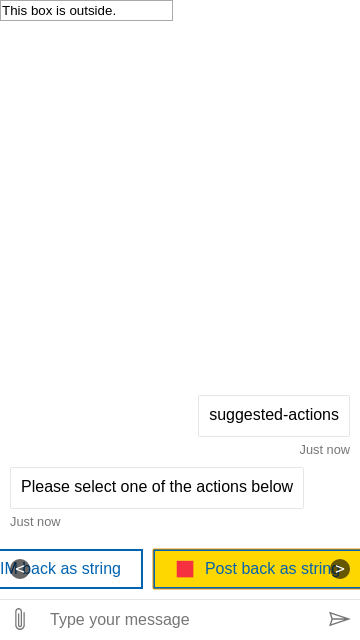 This box is outside.
suggested-actions
Just now
Please select one of the actions below
Just now
IM back as string
Post back as string
Type your message